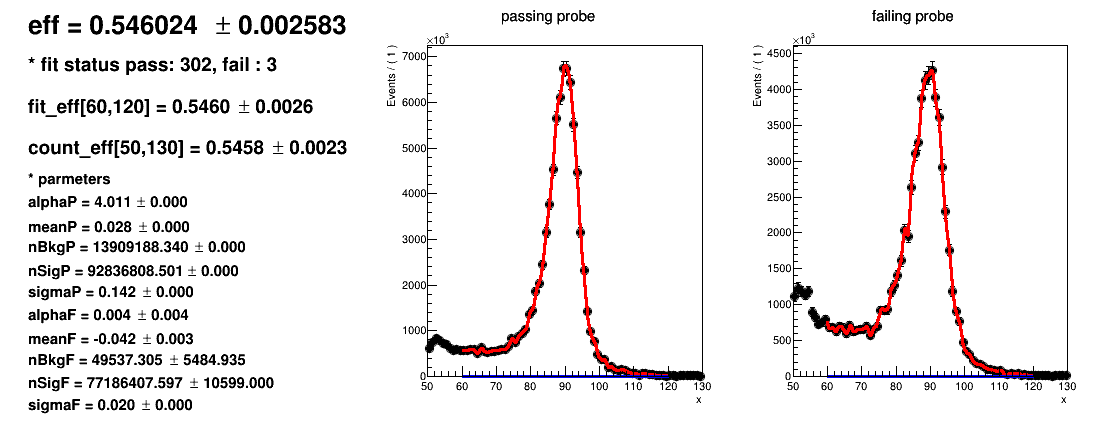 eff = 0.546024 ± 0.002583
* fit status pass: 302, fail : 3
fit_eff[60,120] = 0.5460 ± 0.0026
count_eff[50,130] = 0.5458 ± 0.0023
* parmeters
alphaP = 4.011 ± 0.000
meanP = 0.028 ± 0.000
nBkgP = 13909188.340 ± 0.000
nSigP = 92836808.501 ± 0.000
sigmaP = 0.142 ± 0.000
alphaF = 0.004 ± 0.004
meanF = -0.042 ± 0.003
nBkgF = 49537.305 ± 5484.935
nSigF = 77186407.597 ± 10599.000
sigmaF = 0.020 ± 0.000
passing probe
×10³
Events / ( 1 )
7000
6000
5000
4000
3000
2000
1000
0
50 60 70 80 90 100 110 120 130
x
failing probe
×10³
Events / ( 1 )
4500
4000
3500
3000
2500
2000
1500
1000
500
0
50 60 70 80 90 100 110 120 130
x